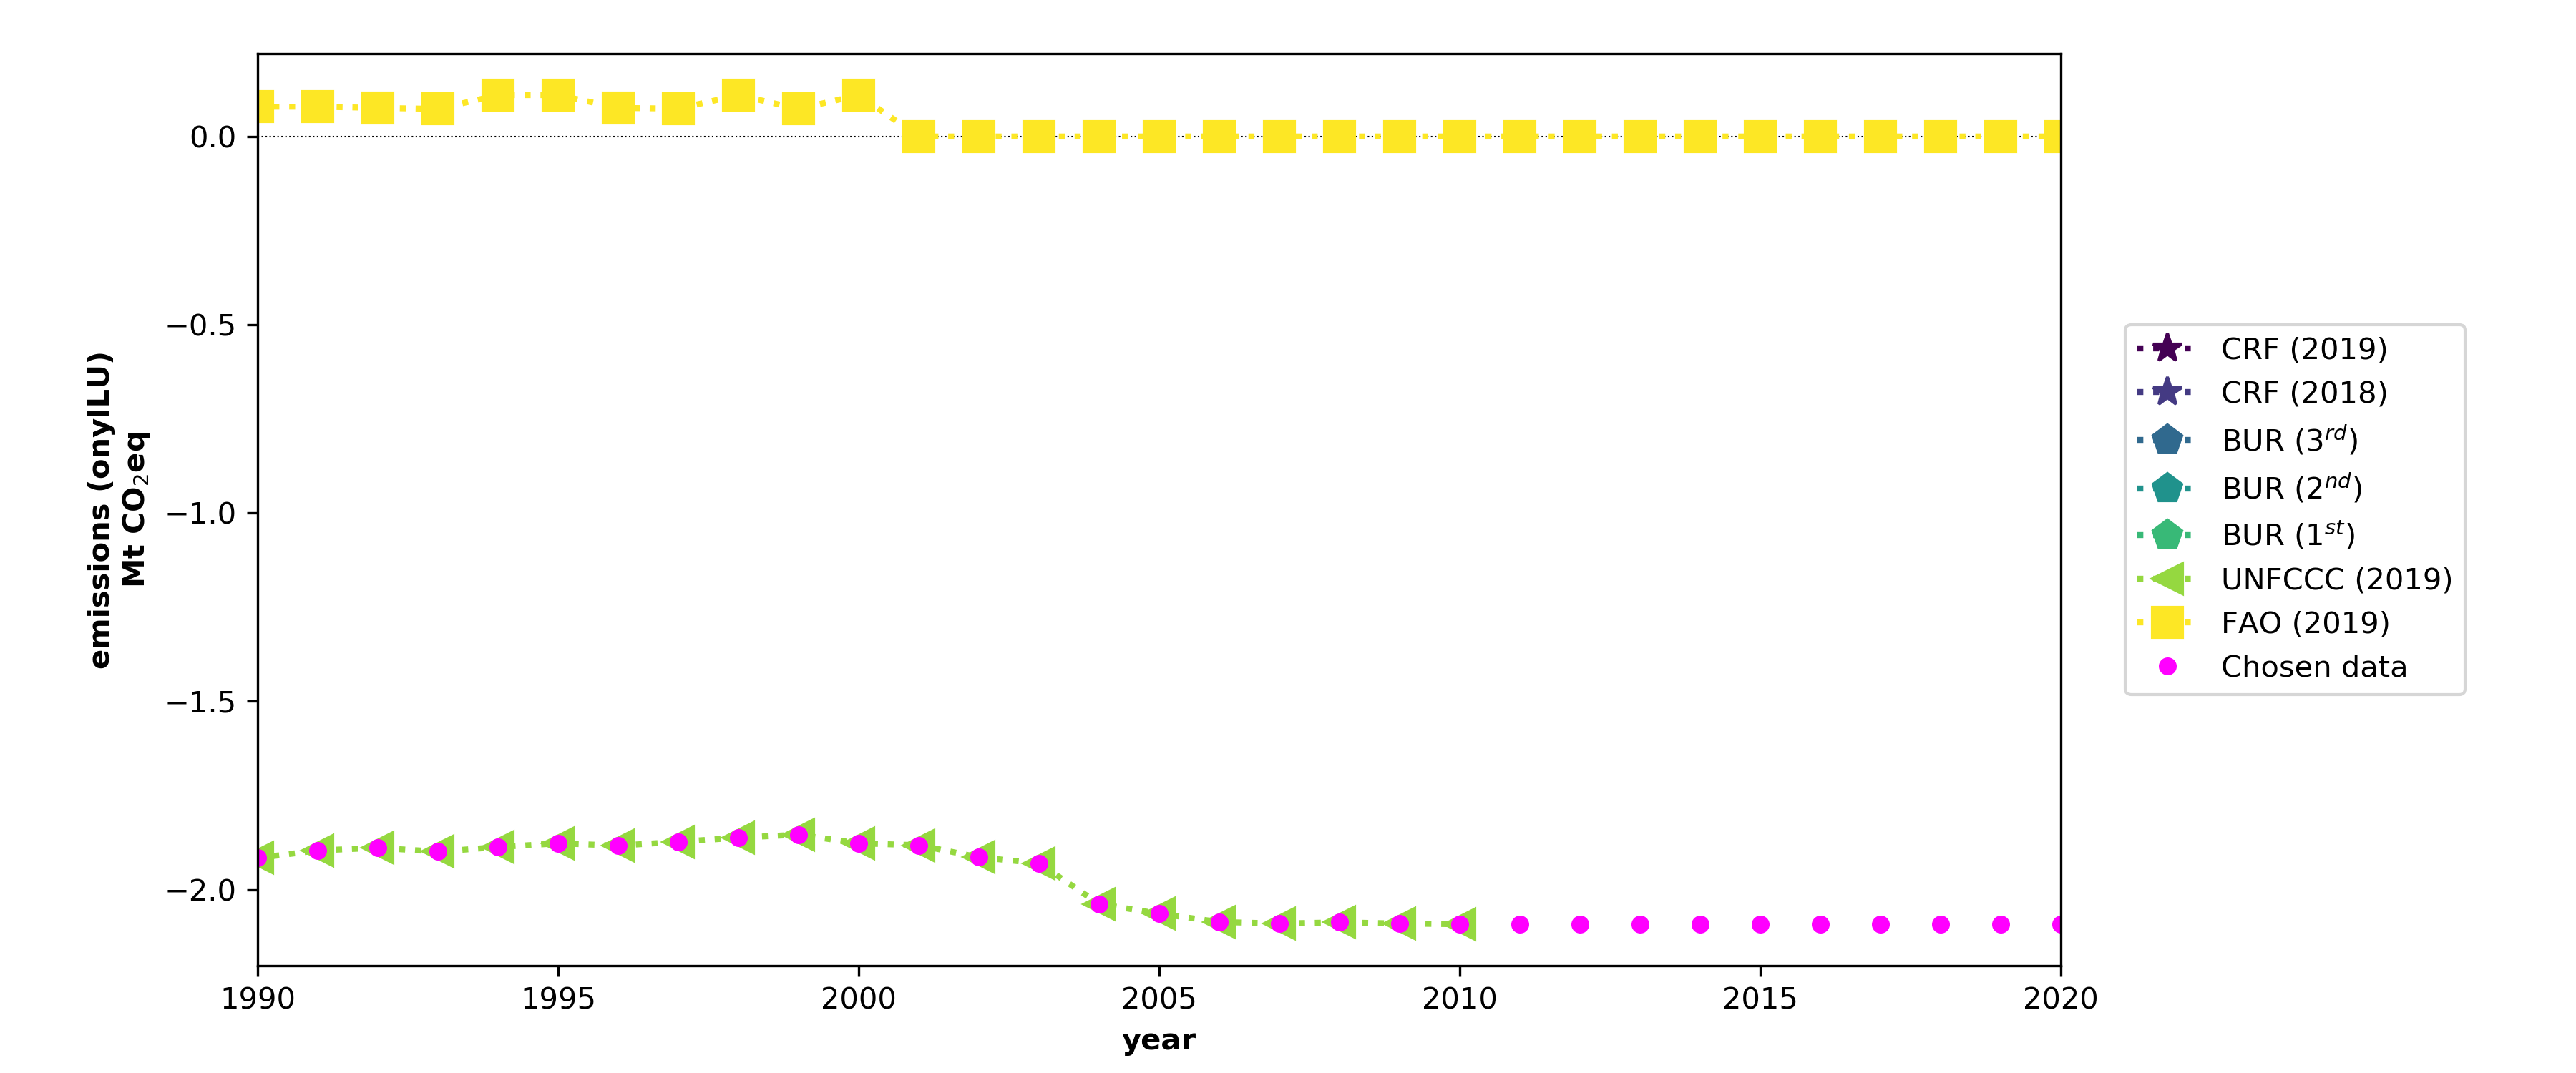 0.0
−0.5
−1.0
−1.5
−2.0
emissions (onylLU)
Mt CO₂eq
1990 1995 2000 2005 2010 2015 2020
year
CRF (2019)
CRF (2018)
BUR (3ʳᵈ)
BUR (2ⁿᵈ)
BUR (1ˢᵗ)
UNFCCC (2019)
FAO (2019)
Chosen data